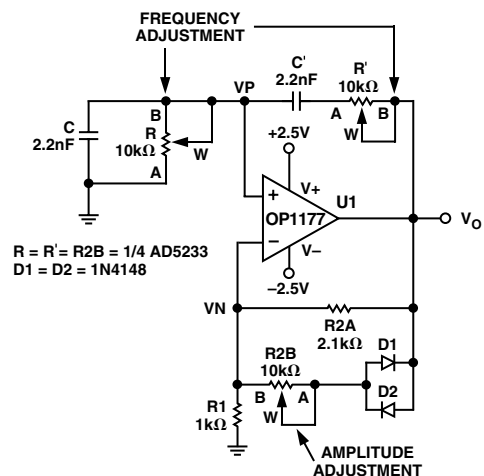 FREQUENCY
ADJUSTMENT
C'
2.2nF
R'
10kΩ
VP
A
B
W
C
2.2nF
B
R
10kΩ
W
A
+2.5V
V+
U1
+
OP1177
−
V−
−2.5V
VO
R = R' = R2B = 1/4 AD5233
D1 = D2 = 1N4148
VN
R2A
2.1kΩ
D1
R2B
10kΩ
B
A
W
D2
R1
1kΩ
AMPLITUDE
ADJUSTMENT